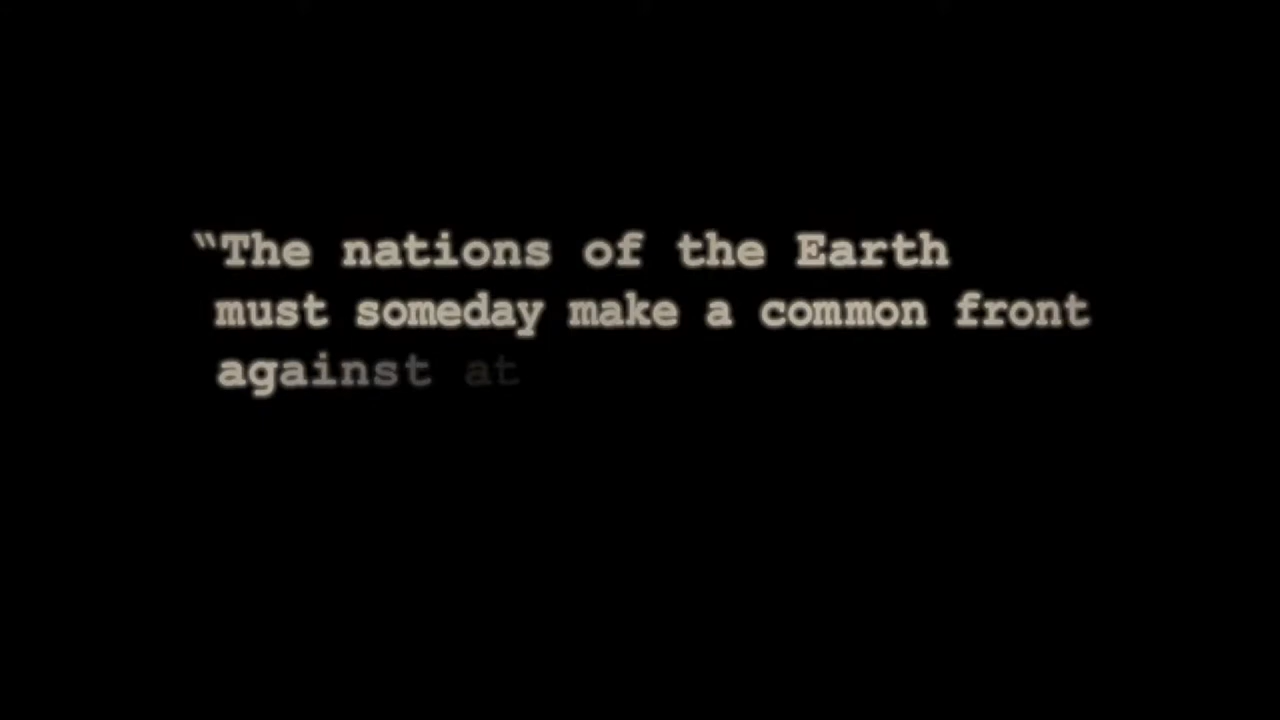 “The nations of the Earth
must someday make a common front
against at